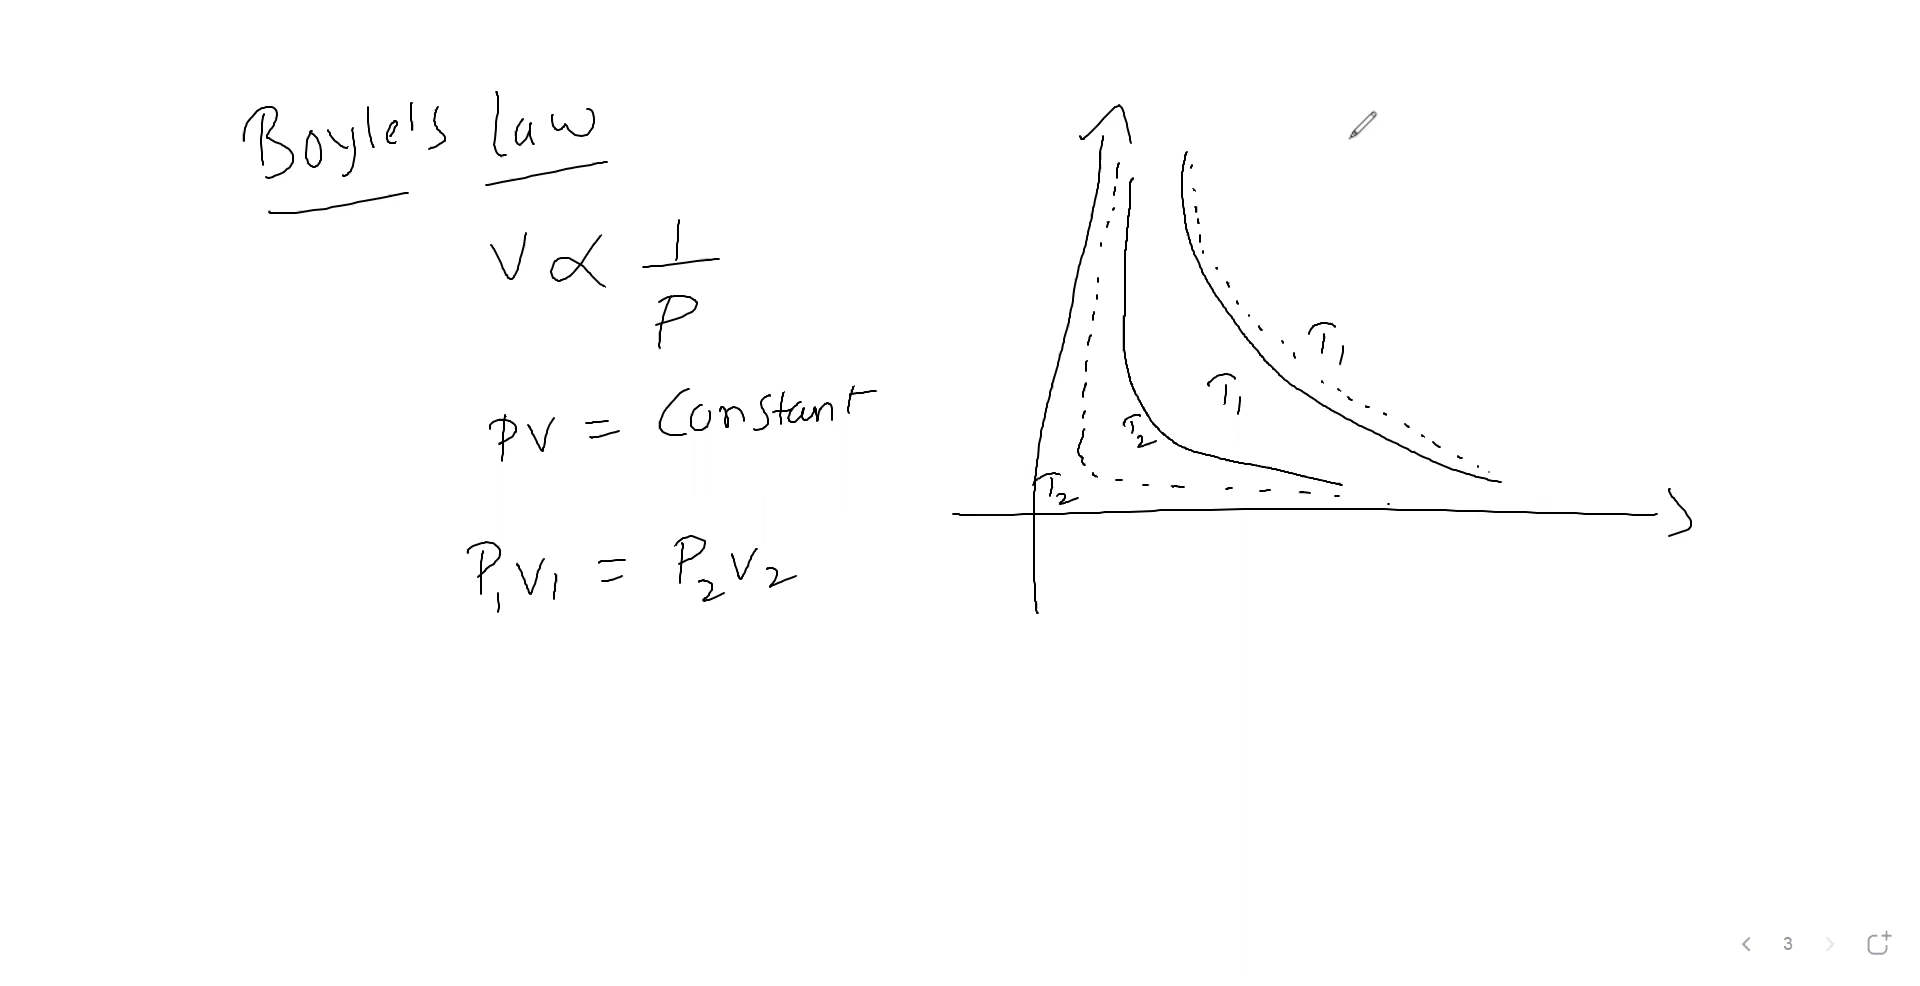 Boyle's Law
V ∝ 1/P
PV = Constant
P₁V₁ = P₂V₂
T₁
T₁
T₂
T₂
3